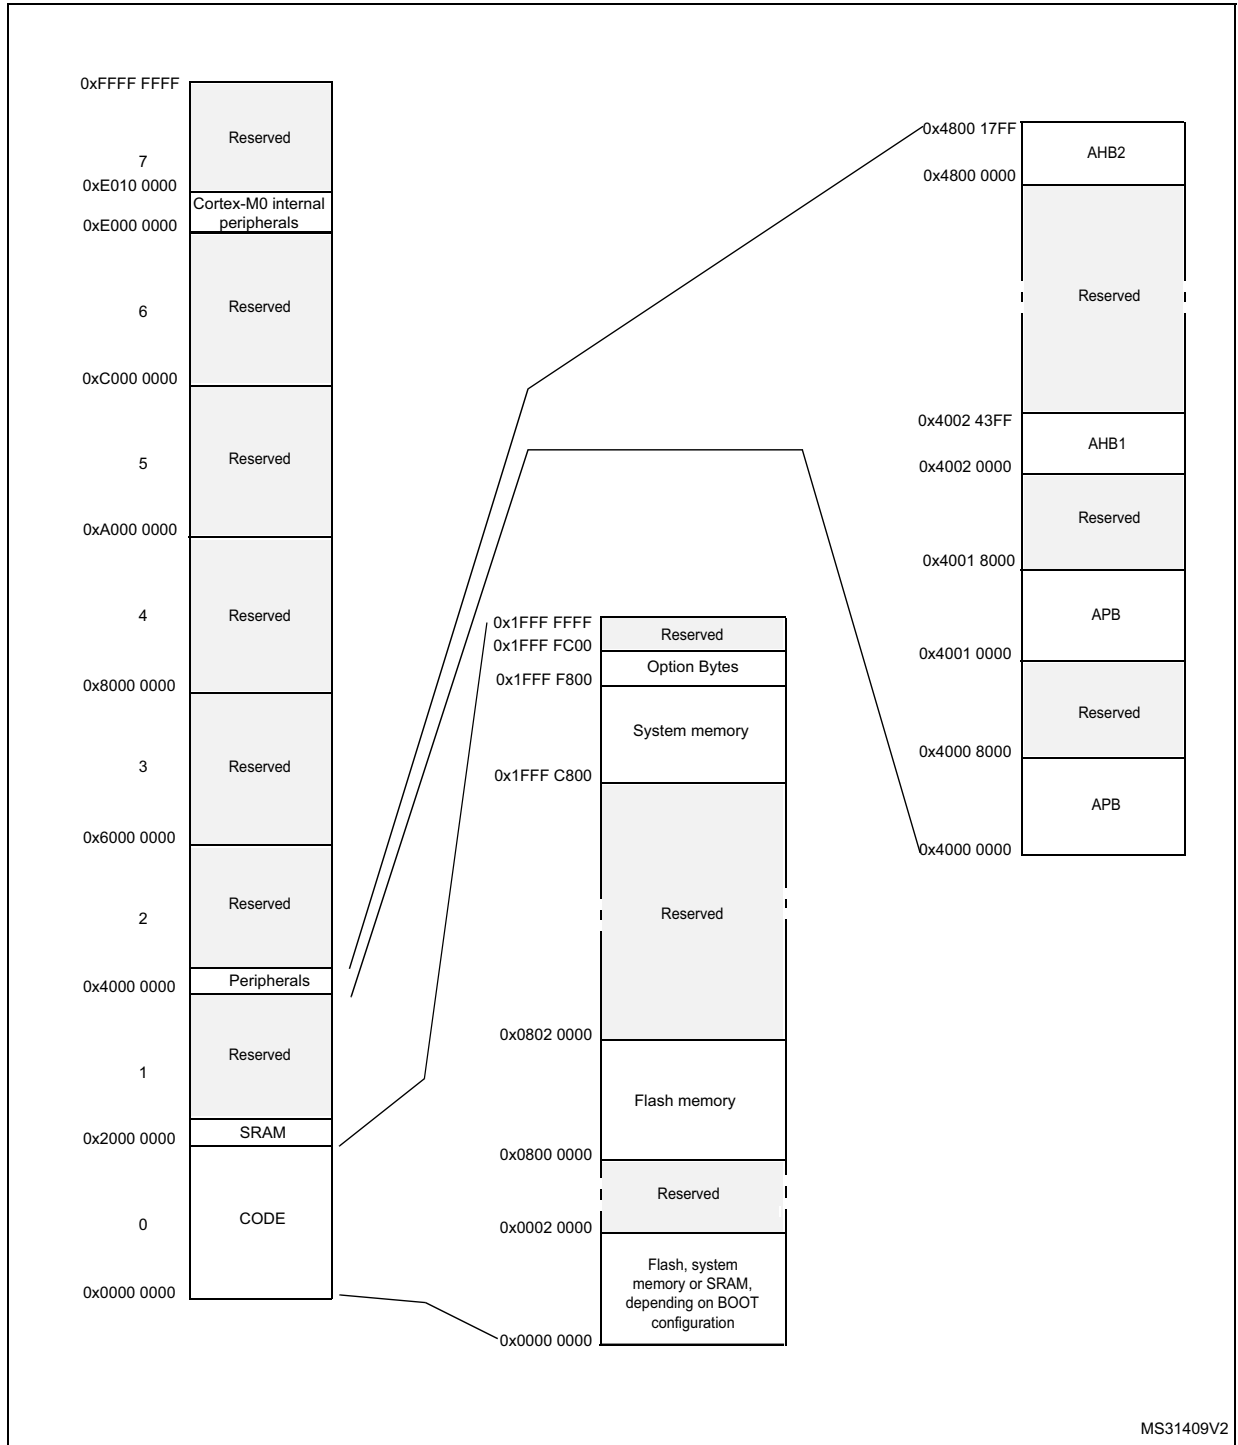 0xFFFF FFFF
Reserved
7
0xE010 0000
Cortex-M0 internal
peripherals
0xE000 0000
Reserved
6
0xC000 0000
Reserved
5
0xA000 0000
Reserved
4
0x8000 0000
Reserved
3
0x6000 0000
Reserved
2
Peripherals
0x4000 0000
Reserved
1
SRAM
0x2000 0000
CODE
0
0x0000 0000
0x1FFF FFFF
Reserved
0x1FFF FC00
Option Bytes
0x1FFF F800
System memory
0x1FFF C800
Reserved
0x0802 0000
Flash memory
0x0800 0000
Reserved
0x0002 0000
Flash, system
memory or SRAM,
depending on BOOT
configuration
0x0000 0000
0x4800 17FF
AHB2
0x4800 0000
Reserved
0x4002 43FF
AHB1
0x4002 0000
Reserved
0x4001 8000
APB
0x4001 0000
Reserved
0x4000 8000
APB
0x4000 0000
MS31409V2